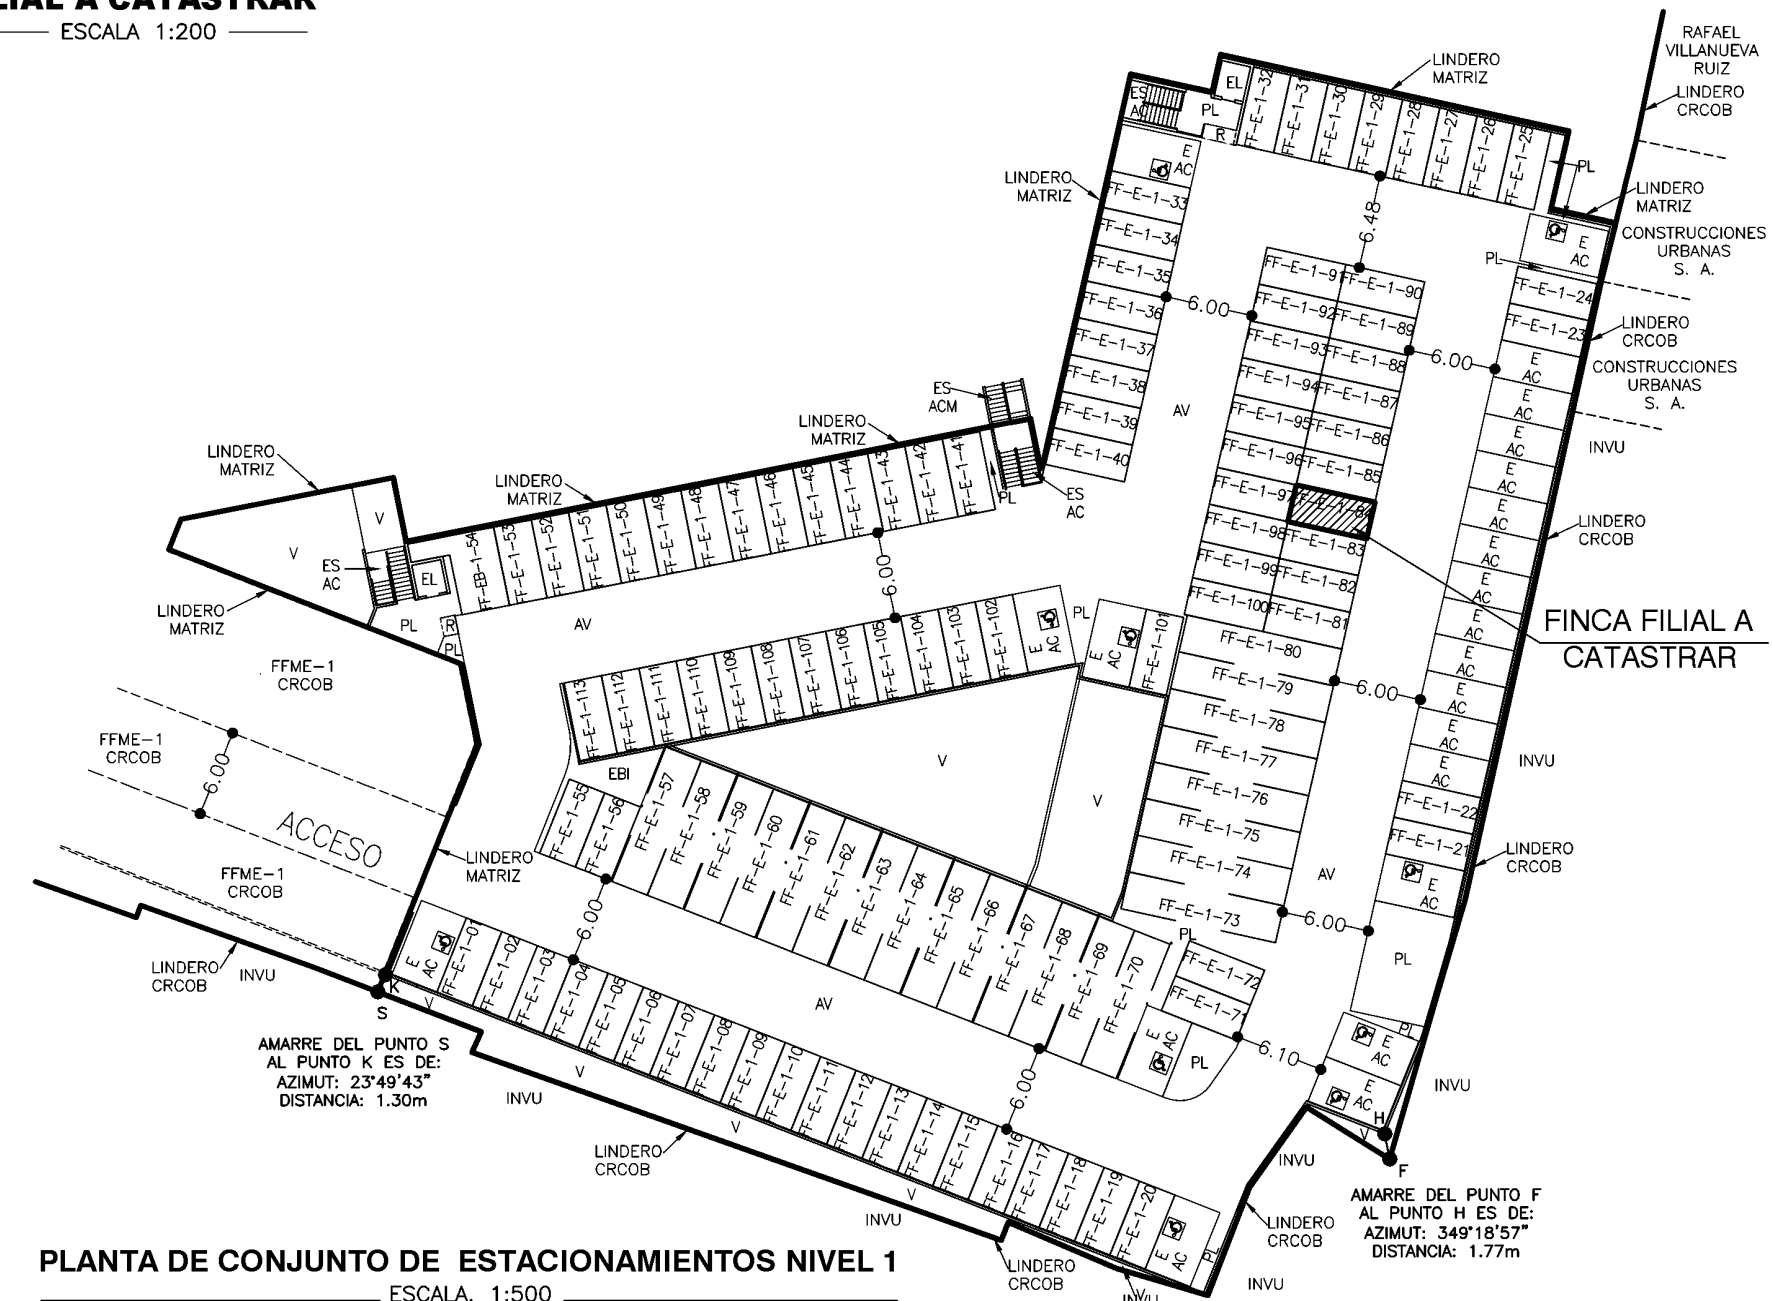 ESCALA 1:200
LINDERO
MATRIZ
RAFAEL
VILLANUEVA
RUIZ
LINDERO
CRCOB
EL
ES
AC
PL
R
FF-E-1-32
FF-E-1-31
FF-E-1-30
FF-E-1-29
FF-E-1-28
FF-E-1-27
FF-E-1-26
FF-E-1-25
PL
LINDERO
MATRIZ
E
AC
LINDERO
MATRIZ
CONSTRUCCIONES
URBANAS
S. A.
E
AC
PL
6.48
FF-E-1-33
FF-E-1-34
FF-E-1-35
FF-E-1-36
FF-E-1-37
FF-E-1-38
FF-E-1-39
FF-E-1-40
6.00
AV
FF-E-1-91
FF-E-1-92
FF-E-1-93
FF-E-1-94
FF-E-1-95
FF-E-1-96
FF-E-1-97
FF-E-1-98
FF-E-1-99
FF-E-1-100
FF-E-1-90
FF-E-1-89
FF-E-1-88
FF-E-1-87
FF-E-1-86
FF-E-1-85
FF-E-1-84
FF-E-1-83
FF-E-1-82
FF-E-1-81
FF-E-1-80
FF-E-1-79
FF-E-1-78
FF-E-1-77
FF-E-1-76
FF-E-1-75
FF-E-1-74
FF-E-1-73
6.00
FF-E-1-24
FF-E-1-23
LINDERO
CRCOB
CONSTRUCCIONES
URBANAS
S. A.
INVU
E
AC
E
AC
E
AC
E
AC
E
AC
E
AC
E
AC
E
AC
E
AC
E
AC
E
AC
E
AC
FF-E-1-22
FF-E-1-21
E
AC
LINDERO
CRCOB
FINCA FILIAL A
CATASTRAR
INVU
LINDERO
CRCOB
6.00
AV
6.00
PL
PL
ES
ACM
LINDERO
MATRIZ
LINDERO
MATRIZ
LINDERO
MATRIZ
ES
AC
PL
V
V
ES
AC
EL
LINDERO
MATRIZ
PL
R
PL
FF-EB-1-54
FF-E-1-53
FF-E-1-52
FF-E-1-51
FF-E-1-50
FF-E-1-49
FF-E-1-48
FF-E-1-47
FF-E-1-46
FF-E-1-45
FF-E-1-44
FF-E-1-43
FF-E-1-42
FF-E-1-41
6.00
AV
FF-E-1-113
FF-E-1-112
FF-E-1-111
FF-E-1-110
FF-E-1-109
FF-E-1-108
FF-E-1-107
FF-E-1-106
FF-E-1-105
FF-E-1-104
FF-E-1-103
FF-E-1-102
E
AC
PL
E
AC
FF-E-1-101
FFME-1
CRCOB
FFME-1
CRCOB
6.00
ACCESO
FFME-1
CRCOB
LINDERO
MATRIZ
EBI
V
V
FF-E-1-55
FF-E-1-56
FF-E-1-57
FF-E-1-58
FF-E-1-59
FF-E-1-60
FF-E-1-61
FF-E-1-62
FF-E-1-63
FF-E-1-64
FF-E-1-65
FF-E-1-66
FF-E-1-67
FF-E-1-68
FF-E-1-69
FF-E-1-70
PL
FF-E-1-72
FF-E-1-71
E
AC
PL
6.10
E
AC
E
AC
V
H
F
INVU
INVU
AMARRE DEL PUNTO F
AL PUNTO H ES DE:
AZIMUT: 349°18'57"
DISTANCIA: 1.77m
LINDERO
CRCOB
INVU
K
S
AMARRE DEL PUNTO S
AL PUNTO K ES DE:
AZIMUT: 23°49'43"
DISTANCIA: 1.30m
E
AC
V
6.00
AV
6.00
FF-E-1-01
FF-E-1-02
FF-E-1-03
FF-E-1-04
FF-E-1-05
FF-E-1-06
FF-E-1-07
FF-E-1-08
FF-E-1-09
FF-E-1-10
FF-E-1-11
FF-E-1-12
FF-E-1-13
FF-E-1-14
FF-E-1-15
FF-E-1-16
FF-E-1-17
FF-E-1-18
FF-E-1-19
FF-E-1-20
E
AC
PL
V
V
V
INVU
LINDERO
CRCOB
INVU
LINDERO
CRCOB
LINDERO
CRCOB
INVU
INVU
V
PLANTA DE CONJUNTO DE ESTACIONAMIENTOS NIVEL 1
ESCALA. 1:500